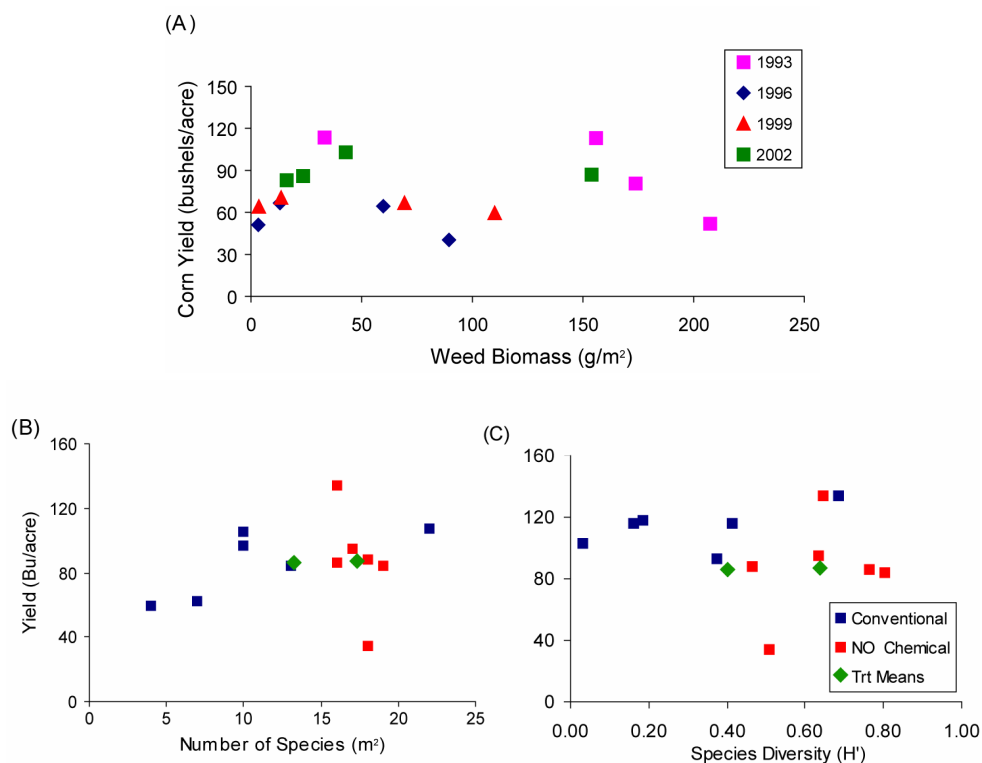 (A)
1993
1996
1999
2002
150
120
90
60
30
0
Corn Yield (bushels/acre)
0 50 100 150 200 250
Weed Biomass (g/m²)
(B)
160
120
80
40
0
Yield (Bu/acre)
0 5 10 15 20 25
Number of Species (m²)
(C)
160
120
80
40
0
Conventional
NO Chemical
Trt Means
0.00 0.20 0.40 0.60 0.80 1.00
Species Diversity (H')